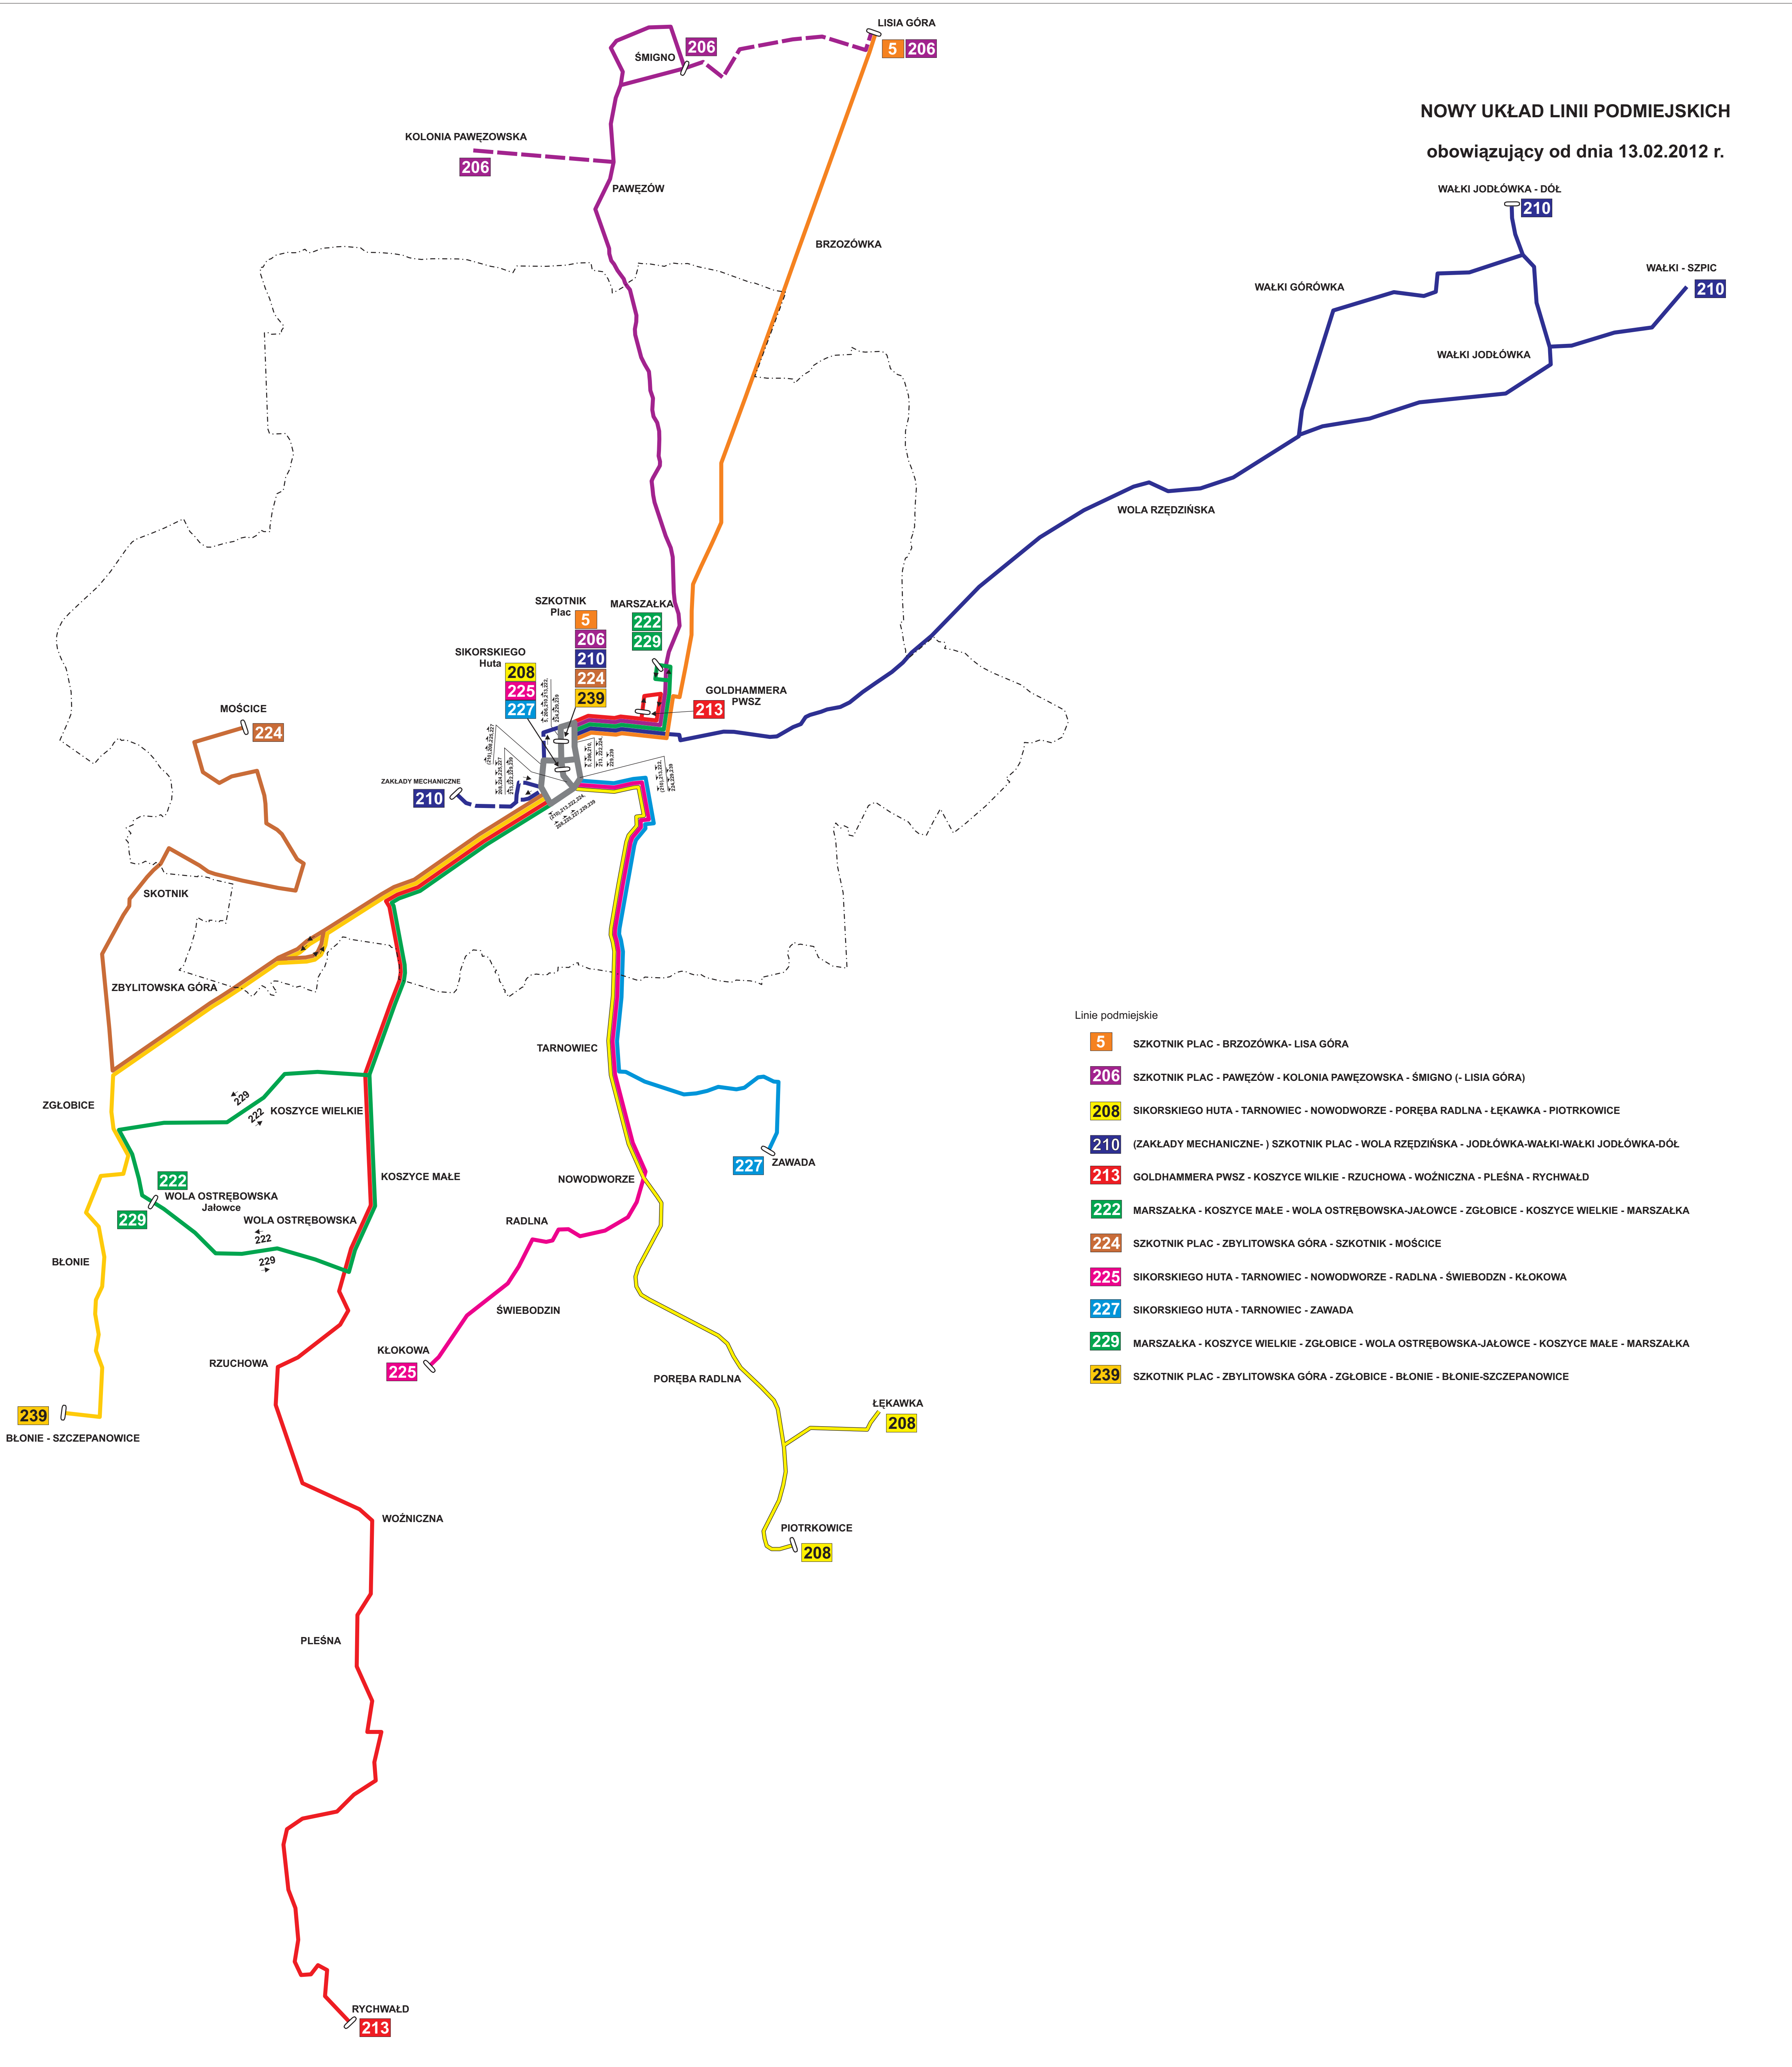 LISIA GÓRA
5 206
206
ŚMIGNO
NOWY UKŁAD LINII PODMIEJSKICH
obowiązujący od dnia 13.02.2012 r.
KOLONIA PAWĘZOWSKA
206
PAWĘZÓW
WAŁKI JODŁÓWKA - DÓŁ
210
BRZOZÓWKA
WAŁKI - SZPIC
210
WAŁKI GÓRÓWKA
WAŁKI JODŁÓWKA
WOLA RZĘDZIŃSKA
SZKOTNIK
Plac
5
206
210
224
239
MARSZAŁKA
222
229
SIKORSKIEGO
Huta
208
225
227
GOLDHAMMERA
PWSZ
213
MOŚCICE
224
ZAKŁADY MECHANICZNE
210
SKOTNIK
ZBYLITOWSKA GÓRA
TARNOWIEC
ZGŁOBICE
229
222
KOSZYCE WIELKIE
KOSZYCE MAŁE
222
WOLA OSTRĘBOWSKA
Jałowce
229
WOLA OSTRĘBOWSKA
222
229
227
ZAWADA
NOWODWORZE
RADLNA
BŁONIE
ŚWIEBODZIN
KŁOKOWA
225
RZUCHOWA
PORĘBA RADLNA
ŁĘKAWKA
208
239
BŁONIE - SZCZEPANOWICE
WOŹNICZNA
PIOTRKOWICE
208
PLEŚNA
RYCHWAŁD
213
Linie podmiejskie
5 SZKOTNIK PLAC - BRZOZÓWKA- LISA GÓRA
206 SZKOTNIK PLAC - PAWĘZÓW - KOLONIA PAWĘZOWSKA - ŚMIGNO (- LISIA GÓRA)
208 SIKORSKIEGO HUTA - TARNOWIEC - NOWODWORZE - PORĘBA RADLNA - ŁĘKAWKA - PIOTRKOWICE
210 (ZAKŁADY MECHANICZNE- ) SZKOTNIK PLAC - WOLA RZĘDZIŃSKA - JODŁÓWKA-WAŁKI-WAŁKI JODŁÓWKA-DÓŁ
213 GOLDHAMMERA PWSZ - KOSZYCE WILKIE - RZUCHOWA - WOŹNICZNA - PLEŚNA - RYCHWAŁD
222 MARSZAŁKA - KOSZYCE MAŁE - WOLA OSTRĘBOWSKA-JAŁOWCE - ZGŁOBICE - KOSZYCE WIELKIE - MARSZAŁKA
224 SZKOTNIK PLAC - ZBYLITOWSKA GÓRA - SZKOTNIK - MOŚCICE
225 SIKORSKIEGO HUTA - TARNOWIEC - NOWODWORZE - RADLNA - ŚWIEBODZN - KŁOKOWA
227 SIKORSKIEGO HUTA - TARNOWIEC - ZAWADA
229 MARSZAŁKA - KOSZYCE WIELKIE - ZGŁOBICE - WOLA OSTRĘBOWSKA-JAŁOWCE - KOSZYCE MAŁE - MARSZAŁKA
239 SZKOTNIK PLAC - ZBYLITOWSKA GÓRA - ZGŁOBICE - BŁONIE - BŁONIE-SZCZEPANOWICE